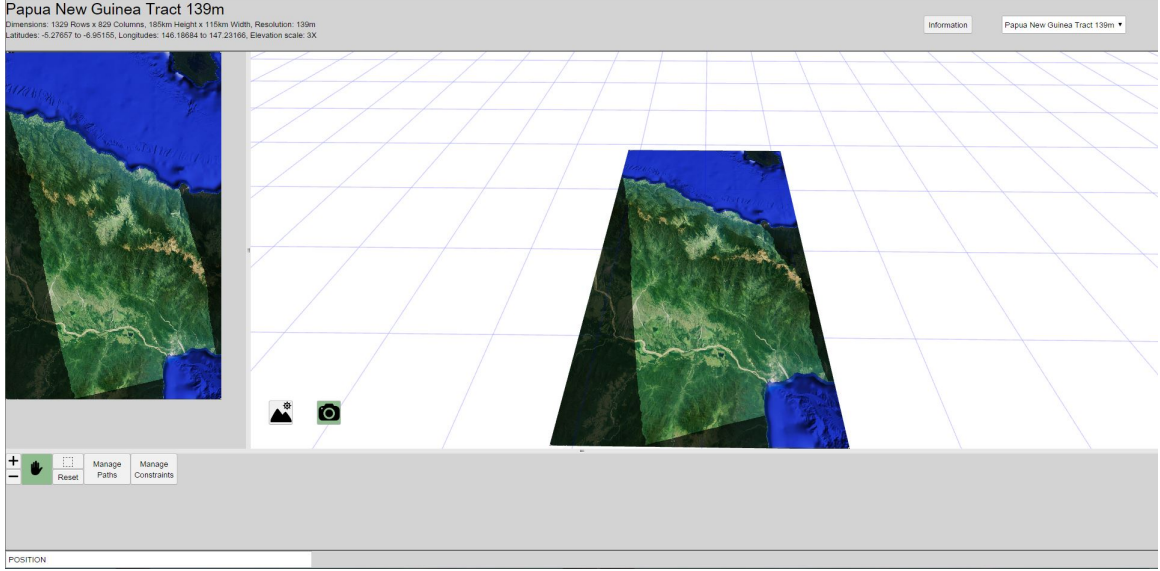 Papua New Guinea Tract 139m
Dimensions: 1329 Rows x 829 Columns, 185km Height x 115km Width, Resolution: 139m
Latitudes: -5.27657 to -6.95155, Longitudes: 146.18684 to 147.23166, Elevation scale: 3X
Information
Papua New Guinea Tract 139m
+
−
Reset
Manage
Paths
Manage
Constraints
POSITION